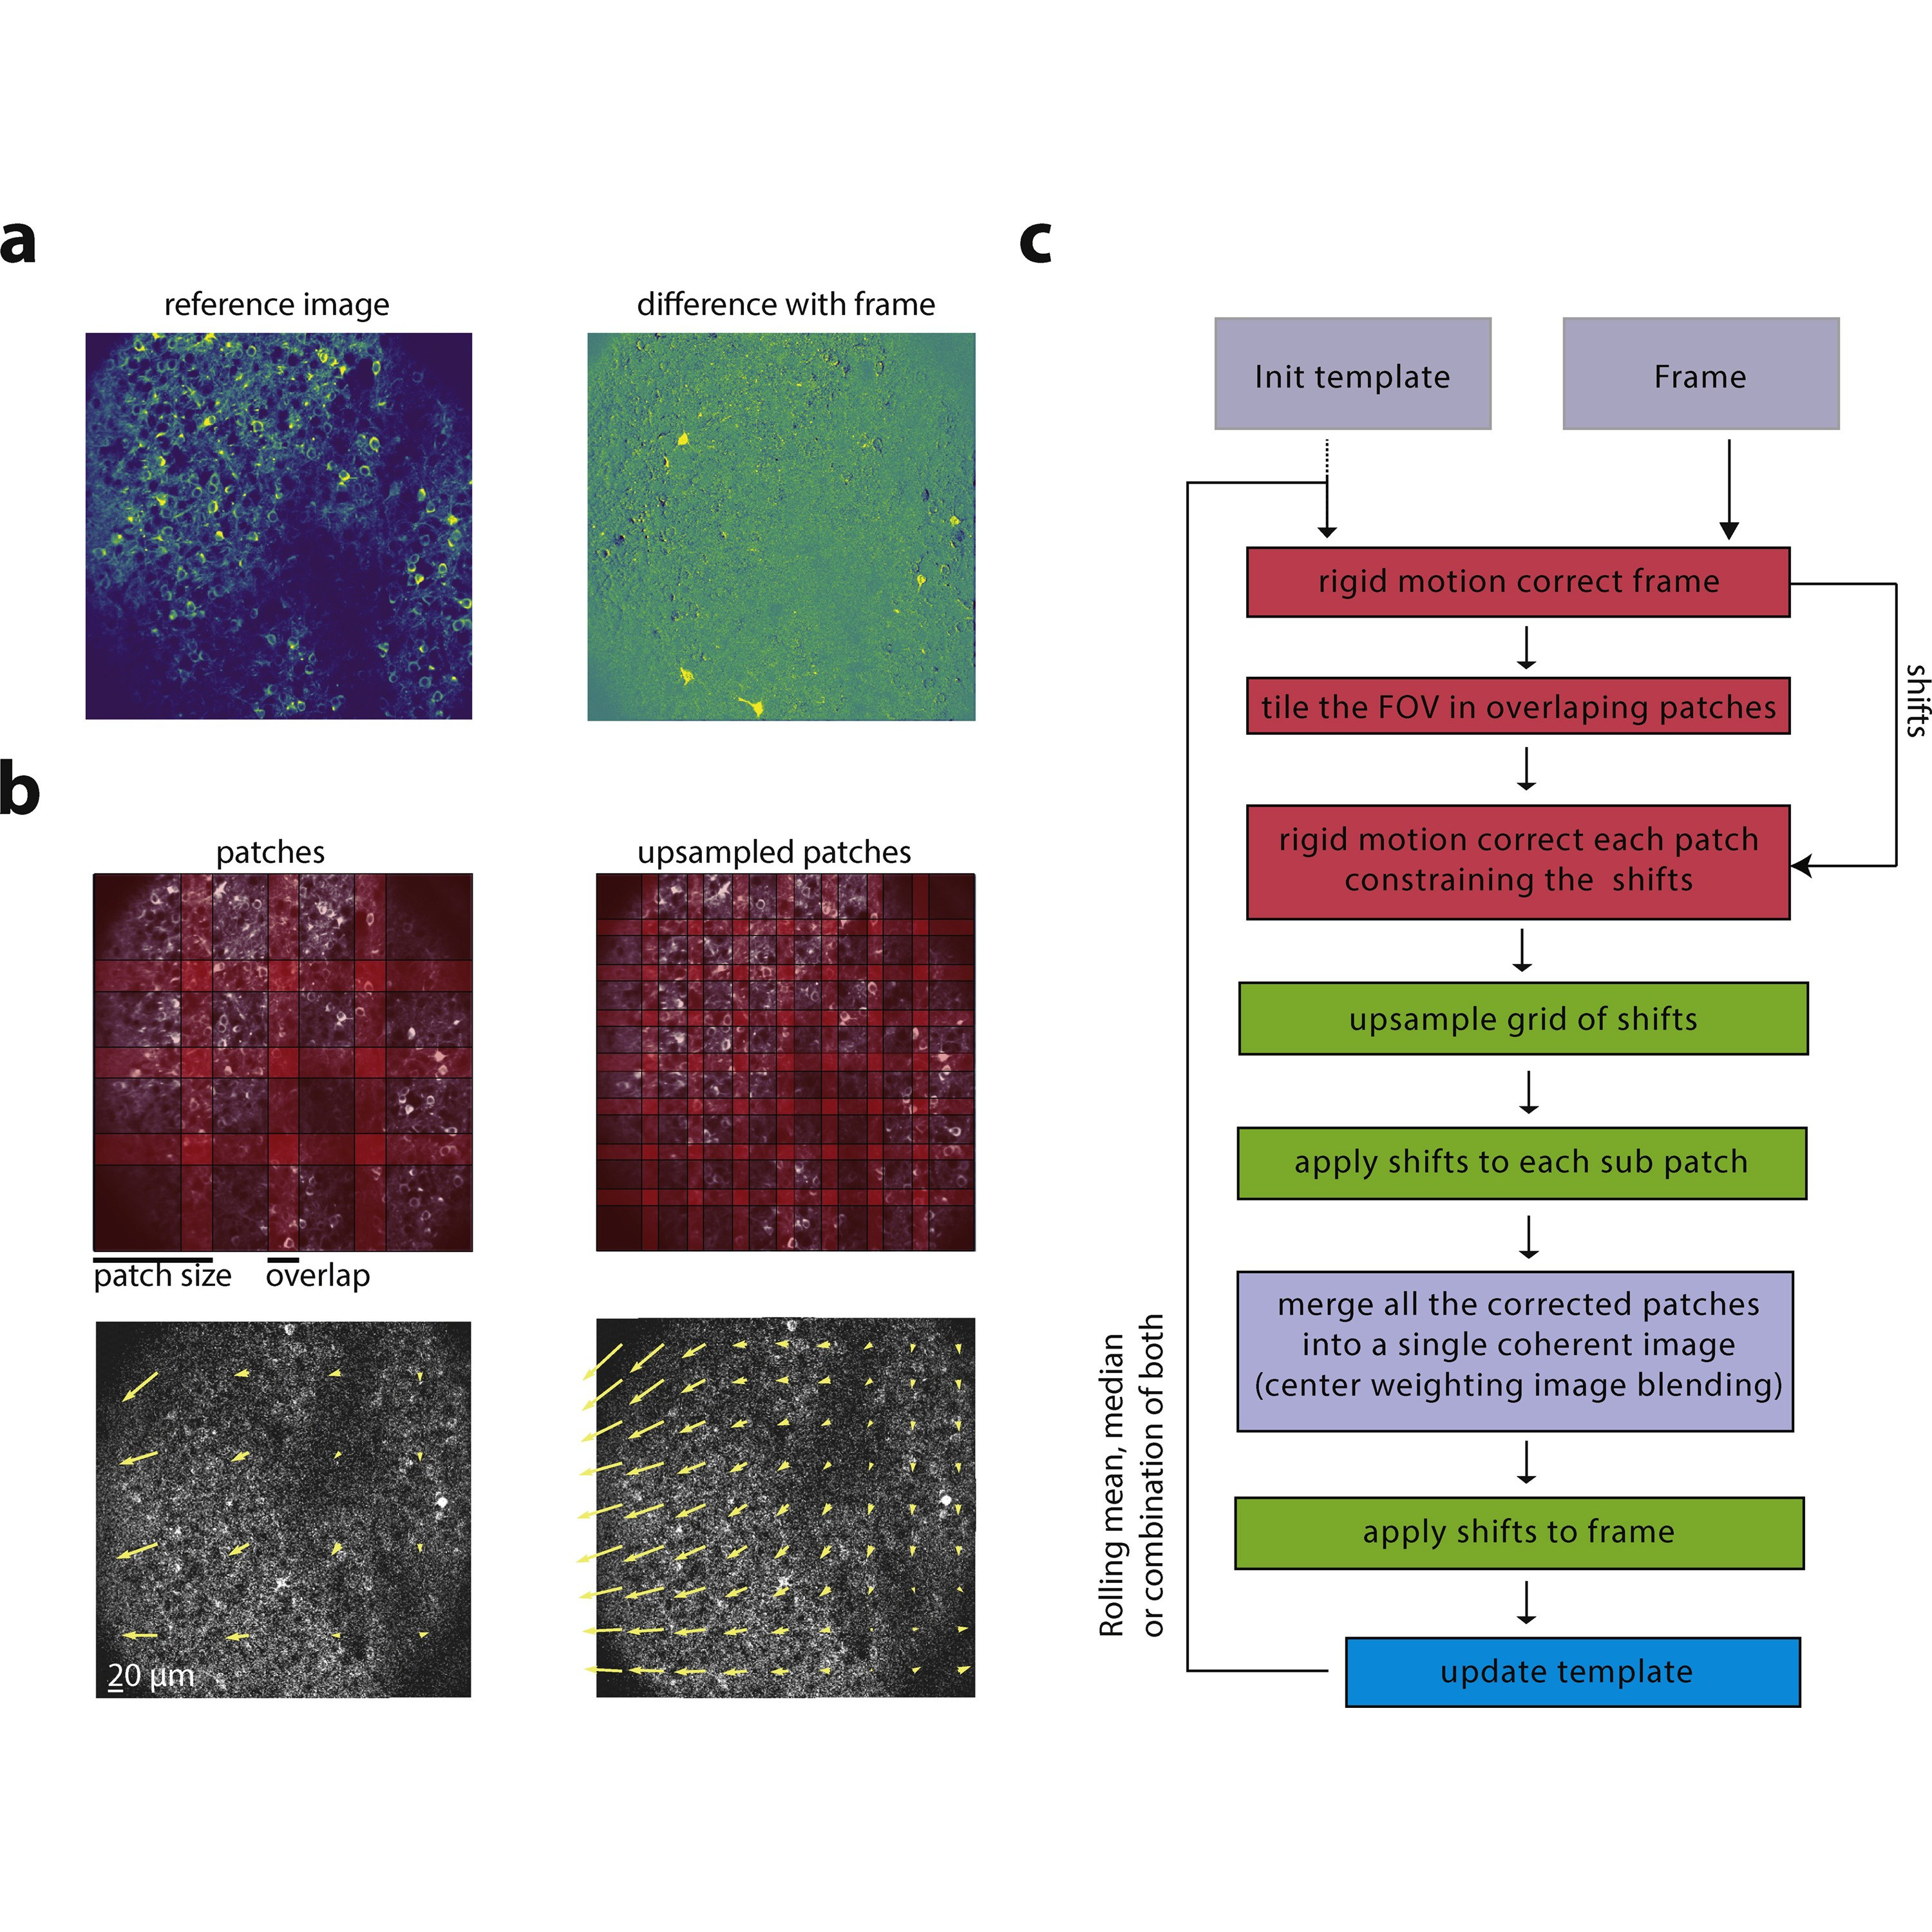 a
reference image
difference with frame
b
patches
upsampled patches
patch size
overlap
20 µm
c
Init template
Frame
rigid motion correct frame
shifts
tile the FOV in overlaping patches
rigid motion correct each patch
constraining the shifts
upsample grid of shifts
apply shifts to each sub patch
merge all the corrected patches
into a single coherent image
(center weighting image blending)
Rolling mean, median
or combination of both
apply shifts to frame
update template